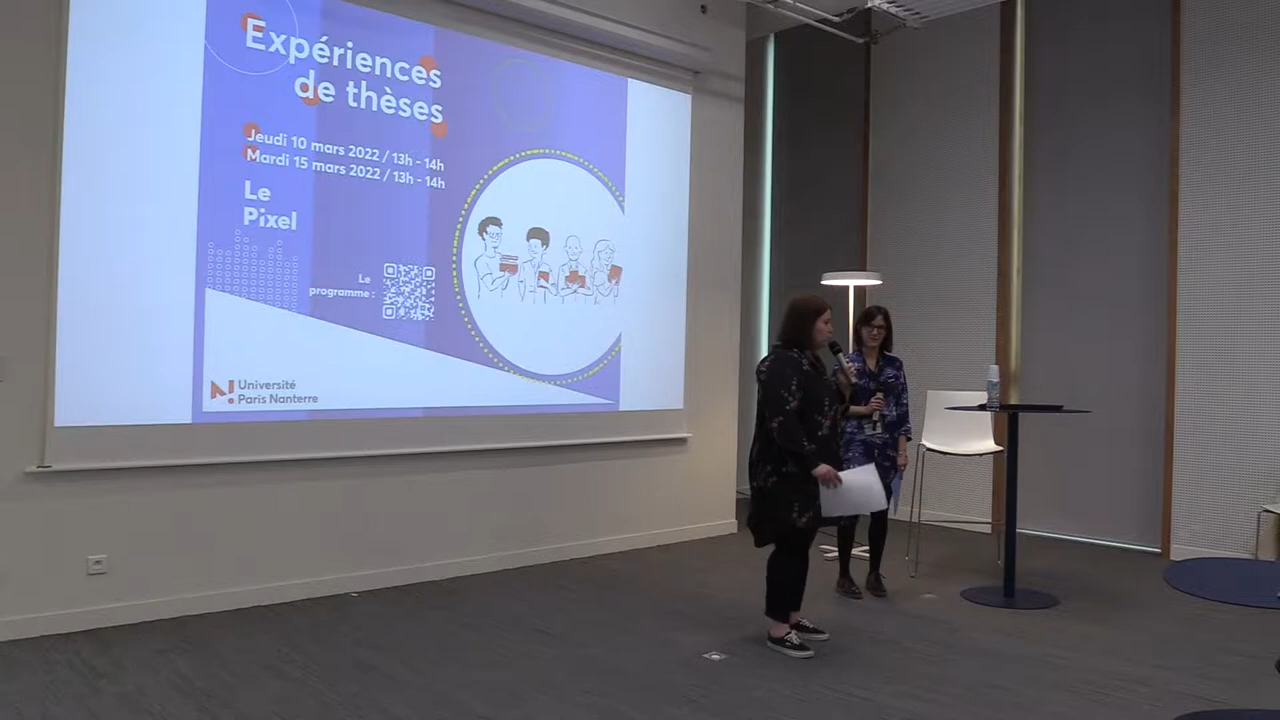 Expériences
de thèses
Jeudi 10 mars 2022 / 13h - 14h
Mardi 15 mars 2022 / 13h - 14h
Le
Pixel
Le
programme :
Université
Paris Nanterre